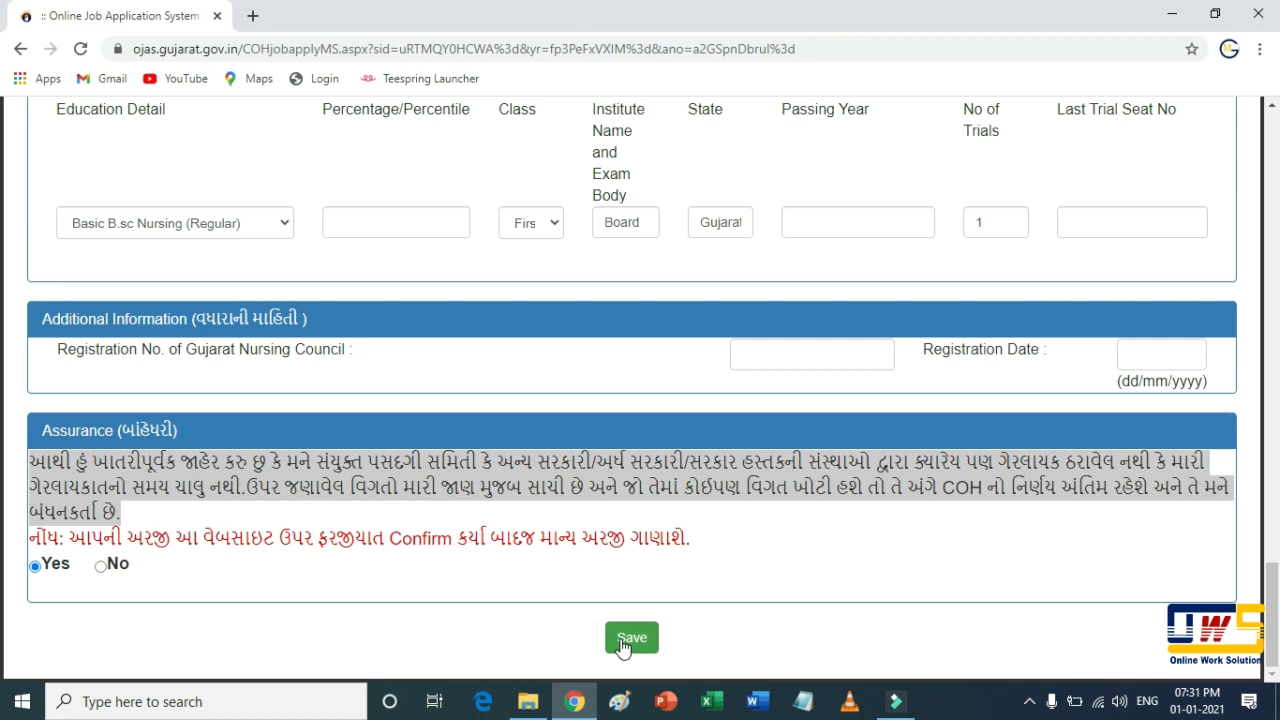 :: Online Job Application System
ojas.gujarat.gov.in/COHjobapplyMS.aspx?sid=uRTMQY0HCWA%3d&yr=fp3PeFxVXIM%3d&ano=a2GSpnDbruI%3d
Apps Gmail YouTube Maps Login Teespring Launcher
Education Detail Percentage/Percentile Class Institute Name and Exam Body State Passing Year No of Trials Last Trial Seat No
Basic B.sc Nursing (Regular) Firs Board Gujarat 1
Additional Information (વધારાની માહિતી )
Registration No. of Gujarat Nursing Council : Registration Date :
(dd/mm/yyyy)
Assurance (બાંહેધરી)
આથી હું ખાતરીપૂર્વક જાહેર કરુ છુ કે મને સંયુક્ત પસદગી સમિતી કે અન્ય સરકારી/અર્ધ સરકારી/સરકાર હસ્તકની સંસ્થાઓ દ્વારા ક્યારેય પણ ગેરલાયક ઠરાવેલ નથી કે મારી
ગેરલાયકાતનો સમય ચાલુ નથી.ઉપર જણાવેલ વિગતો મારી જાણ મુજબ સાચી છે અને જો તેમાં કોઈપણ વિગત ખોટી હશે તો તે અંગે COH નો નિર્ણય અંતિમ રહેશે અને તે મને
બંધનકર્તા છે.
નોંધ: આપની અરજી આ વેબસાઇટ ઉપર ફરજીયાત Confirm કર્યા બાદજ માન્ય અરજી ગાણાશે.
Yes No
Save
UWS
Online Work Solution
Type here to search
ENG
07:31 PM
01-01-2021